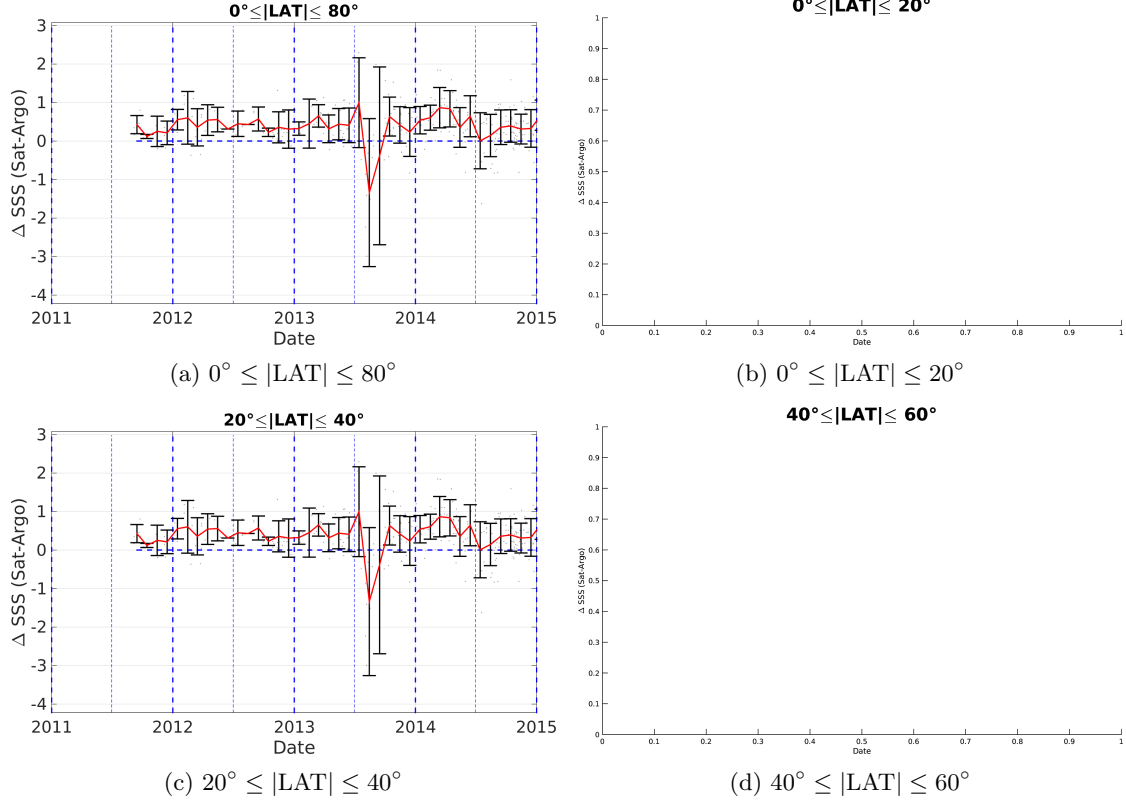 0°≤|LAT|≤ 80°
3
2
1
0
-1
-2
-3
-4
Δ SSS (Sat-Argo)
2011 2012 2013 2014 2015
Date
(a) 0° ≤ |LAT| ≤ 80°
0°≤|LAT|≤ 20°
1
0.9
0.8
0.7
0.6
0.5
0.4
0.3
0.2
0.1
0
Δ SSS (Sat-Argo)
0 0.1 0.2 0.3 0.4 0.5 0.6 0.7 0.8 0.9 1
Date
(b) 0° ≤ |LAT| ≤ 20°
20°≤|LAT|≤ 40°
3
2
1
0
-1
-2
-3
-4
Δ SSS (Sat-Argo)
2011 2012 2013 2014 2015
Date
(c) 20° ≤ |LAT| ≤ 40°
40°≤|LAT|≤ 60°
1
0.9
0.8
0.7
0.6
0.5
0.4
0.3
0.2
0.1
0
Δ SSS (Sat-Argo)
0 0.1 0.2 0.3 0.4 0.5 0.6 0.7 0.8 0.9 1
Date
(d) 40° ≤ |LAT| ≤ 60°